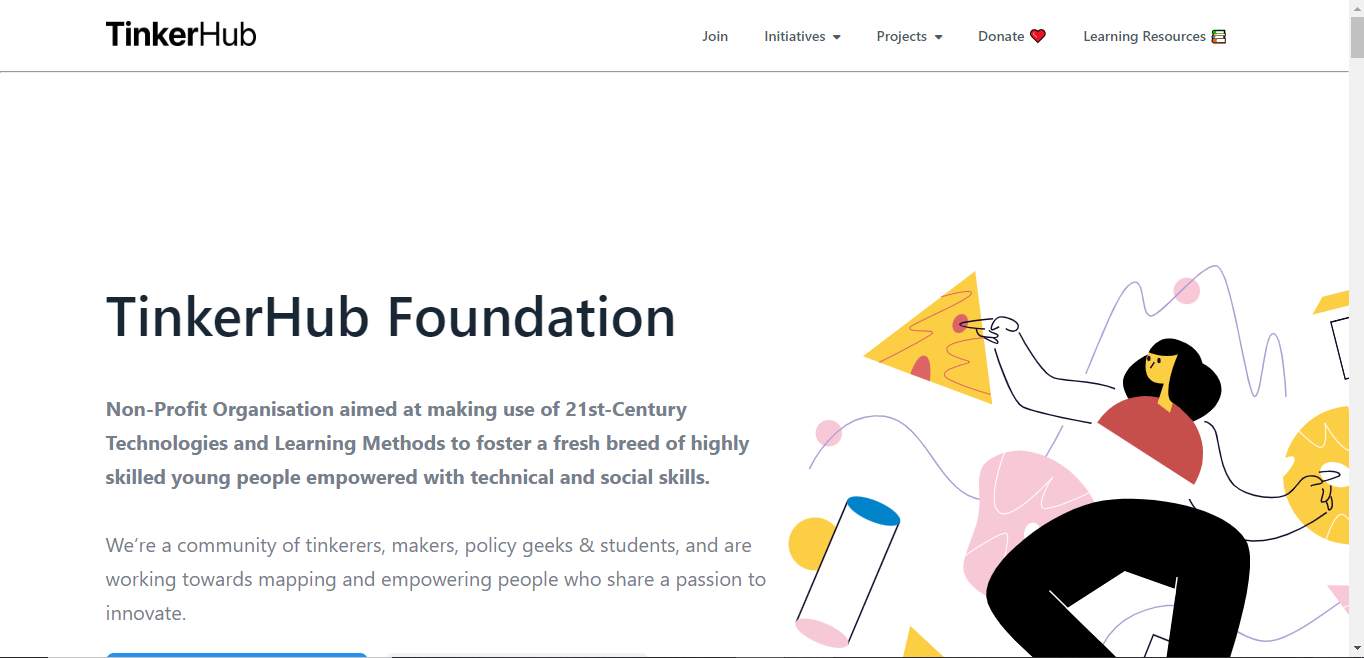 TinkerHub
Join Initiatives Projects Donate Learning Resources
TinkerHub Foundation
Non-Profit Organisation aimed at making use of 21st-Century
Technologies and Learning Methods to foster a fresh breed of highly
skilled young people empowered with technical and social skills.
We’re a community of tinkerers, makers, policy geeks & students, and are
working towards mapping and empowering people who share a passion to
innovate.